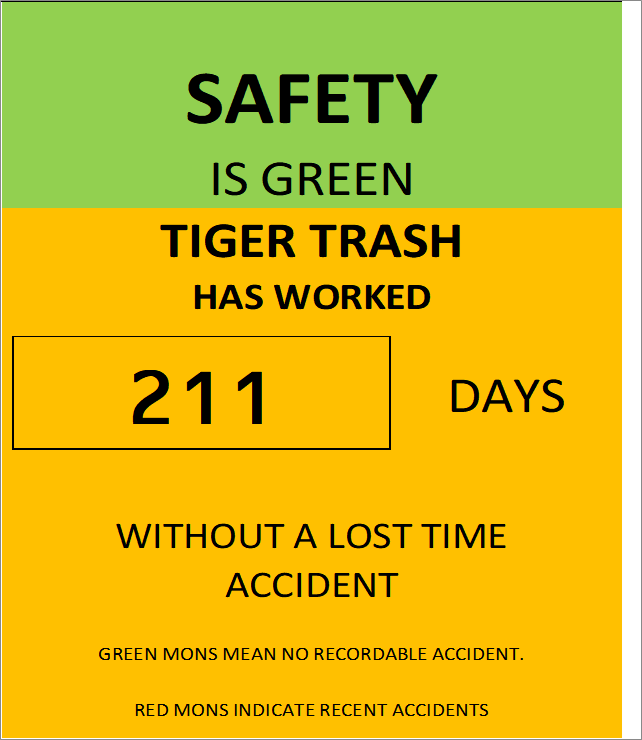 SAFETY
IS GREEN
TIGER TRASH
HAS WORKED
211 DAYS
WITHOUT A LOST TIME
ACCIDENT
GREEN MONS MEAN NO RECORDABLE ACCIDENT.
RED MONS INDICATE RECENT ACCIDENTS